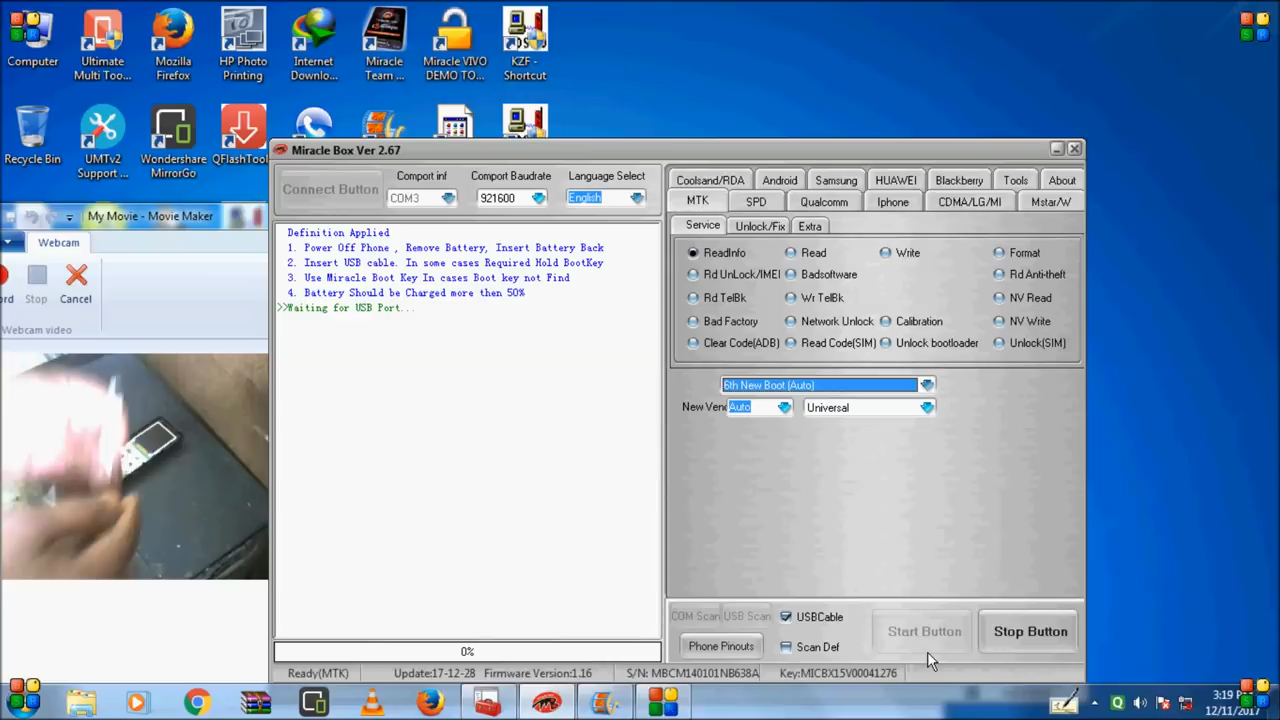 Computer
Ultimate Multi Too...
Mozilla Firefox
HP Photo Printing
Internet Downlo...
Miracle Team ...
Miracle VIVO DEMO TO...
KZF - Shortcut
Recycle Bin
UMTv2 Support ...
Wondershare MirrorGo
QFlashTool
My Movie - Movie Maker
Webcam
Stop
Cancel
Webcam video
Miracle Box Ver 2.67
Connect Button
Comport inf
Comport Baudrate
Language Select
COM3
921600
English
Definition Applied
1. Power Off Phone , Remove Battery, Insert Battery Back
2. Insert USB cable. In some cases Required Hold BootKey
3. Use Miracle Boot Key In cases Boot key not Find
4. Battery Should be Charged more then 50%
>>Waiting for USB Port...
0%
Coolsand/RDA Android Samsung HUAWEI Blackberry Tools About
MTK SPD Qualcomm Iphone CDMA/LG/MI Mstar/W
Service Unlock/Fix Extra
ReadInfo Read Write Format
Rd UnLock/IMEI Badsoftware Rd Anti-theft
Rd TelBk Wr TelBk NV Read
Bad Factory Network Unlock Calibration NV Write
Clear Code(ADB) Read Code(SIM) Unlock bootloader Unlock(SIM)
6th New Boot (Auto)
New Ven Auto Universal
COM Scan USB Scan USBCable
Start Button Stop Button
Phone Pinouts Scan Def
Ready(MTK) Update:17-12-28 Firmware Version:1.16 S/N: MBCM140101NB638A Key:MICBX15V00041276
3:19 PM
12/11/2017